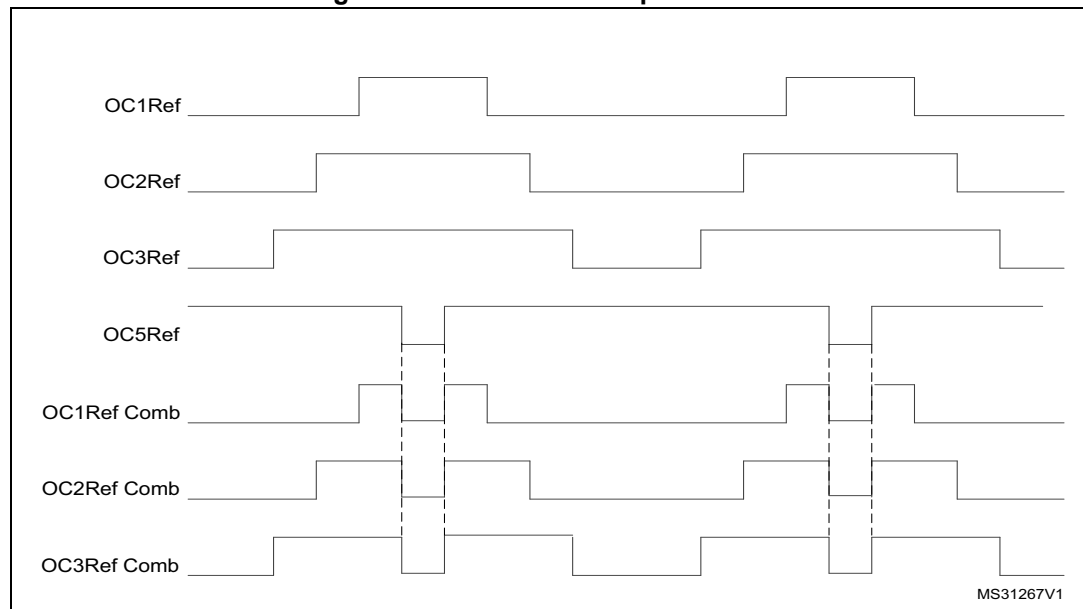 OC1Ref
OC2Ref
OC3Ref
OC5Ref
OC1Ref Comb
OC2Ref Comb
OC3Ref Comb
MS31267V1